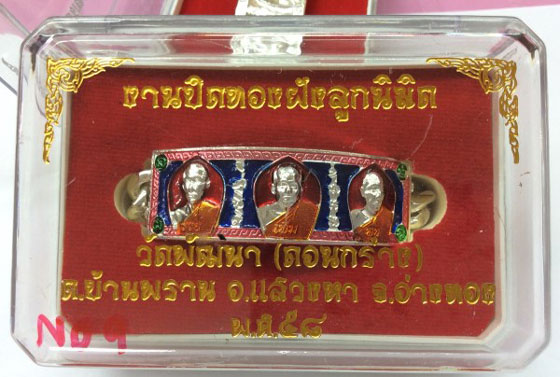 งานปิดทองฝังลูกนิมิต
วัดพัฒนา (ดอนกร่าง)
ต.บ้านพราน อ.แสวงหา จ.อ่างทอง
พ.ศ.๕๘
No 9